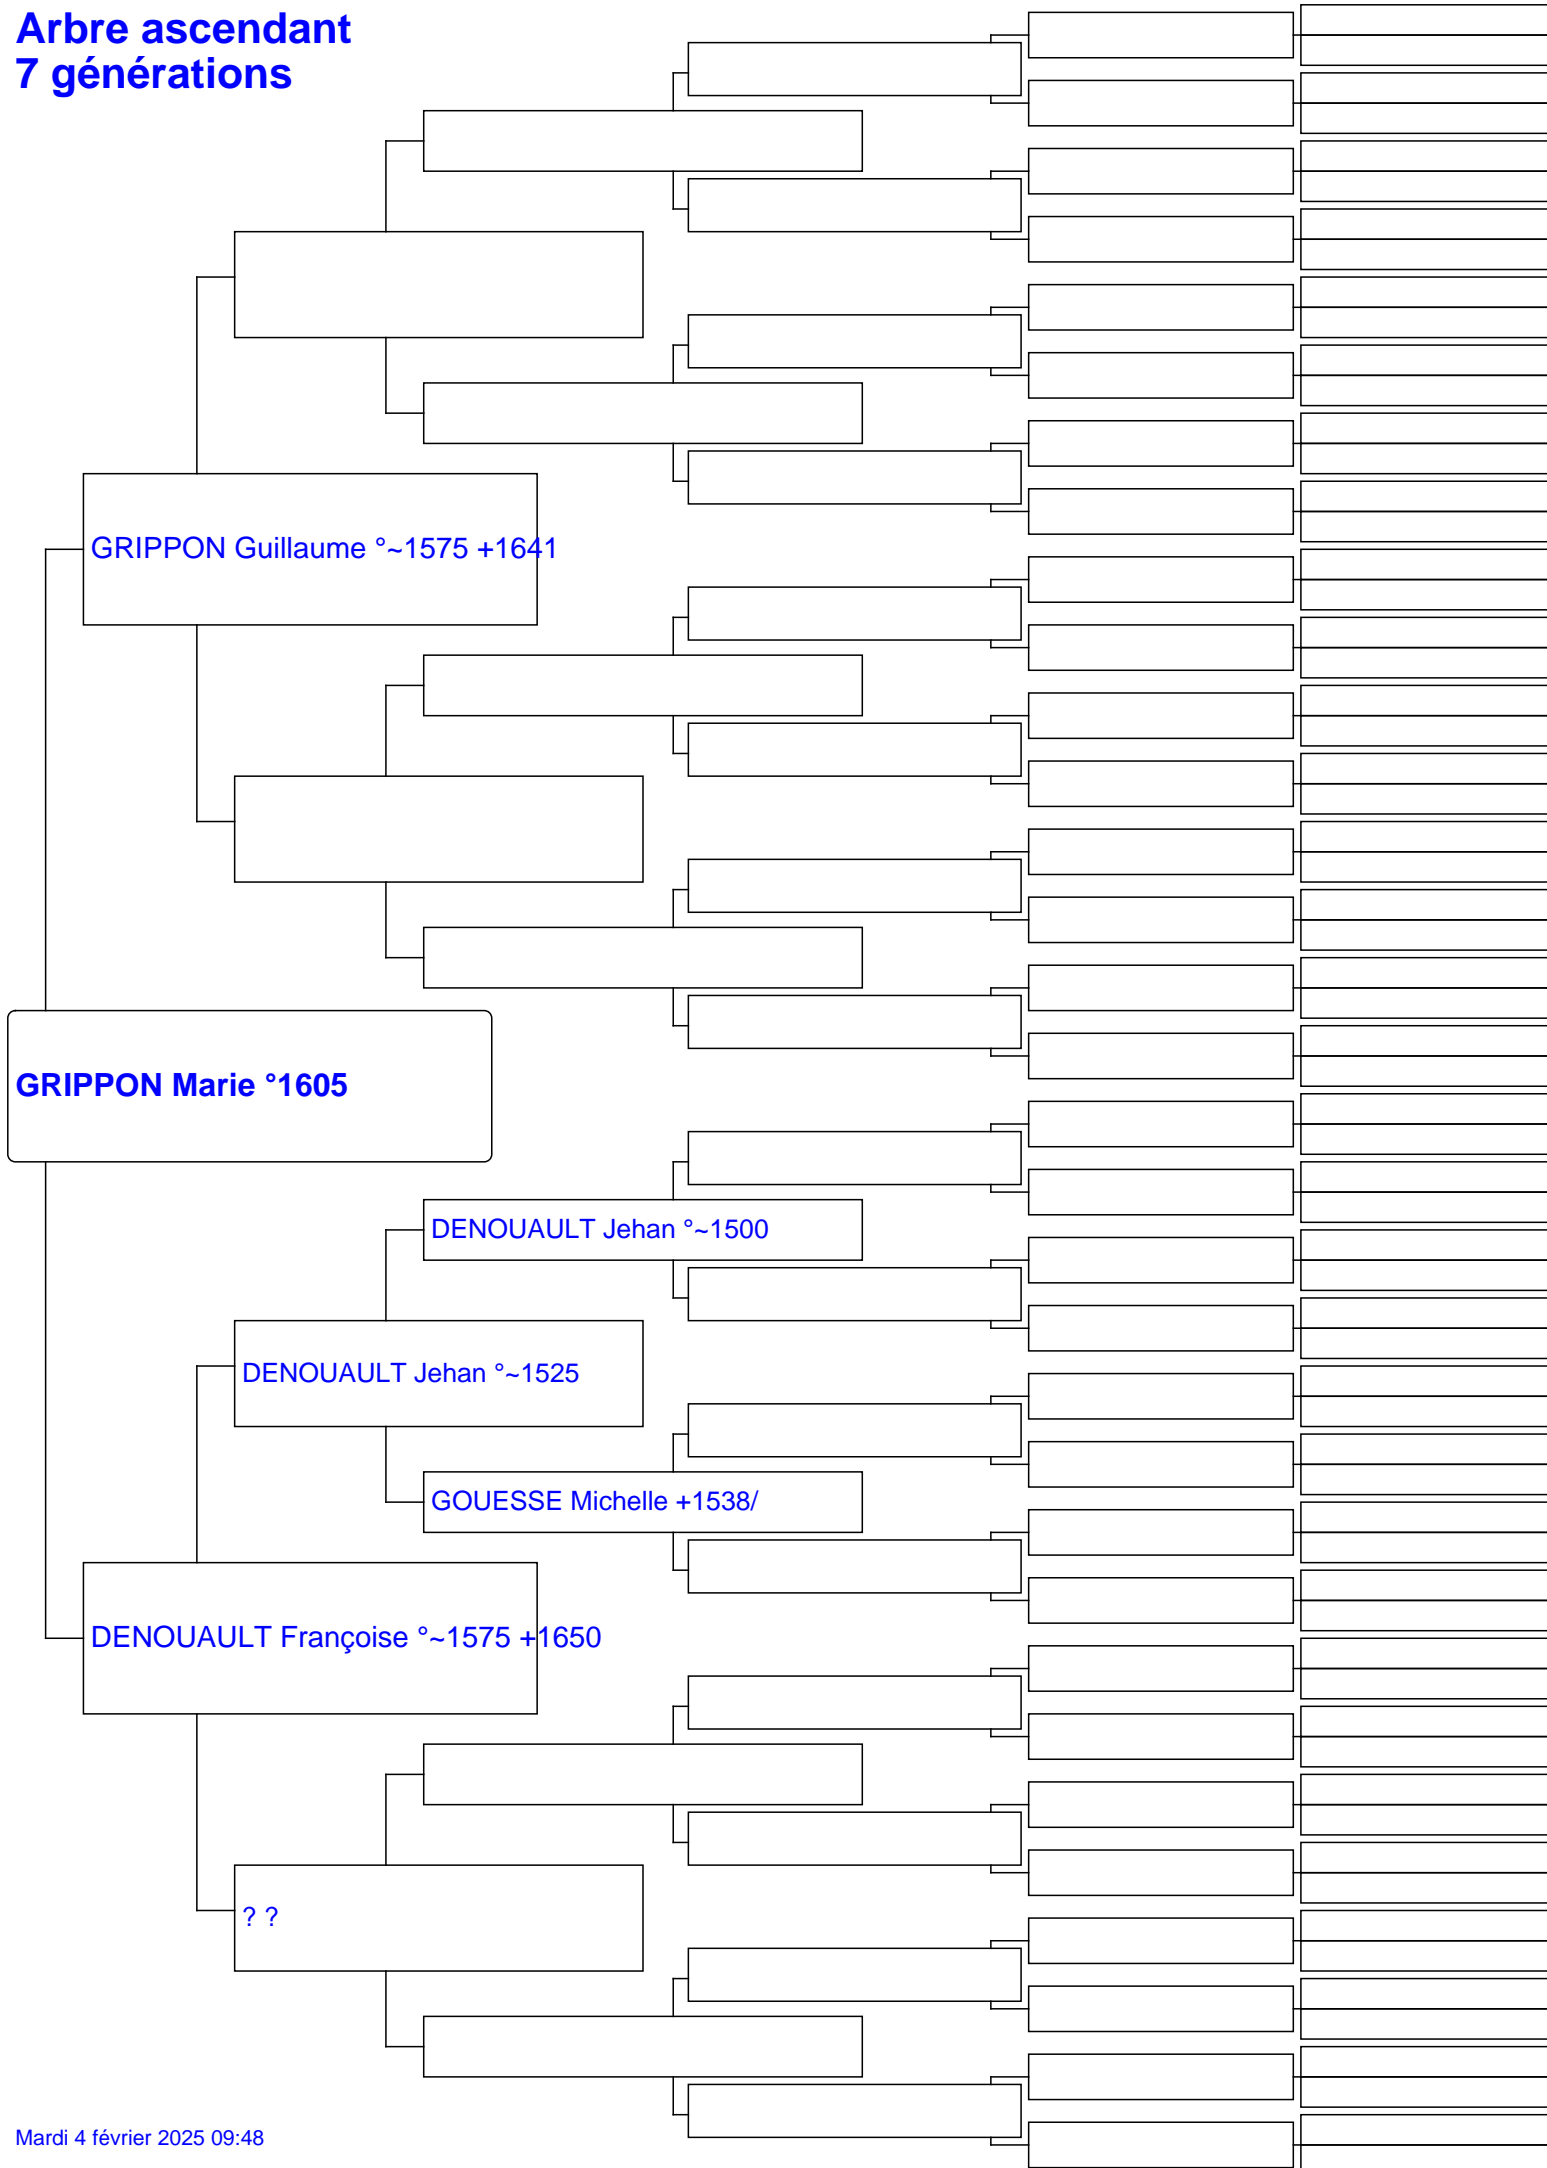 Arbre ascendant
7 générations
GRIPPON Guillaume °~1575 +1641
GRIPPON Marie °1605
DENOUAULT Jehan °~1500
DENOUAULT Jehan °~1525
GOUESSE Michelle +1538/
DENOUAULT Françoise °~1575 +1650
? ?
Mardi 4 février 2025 09:48